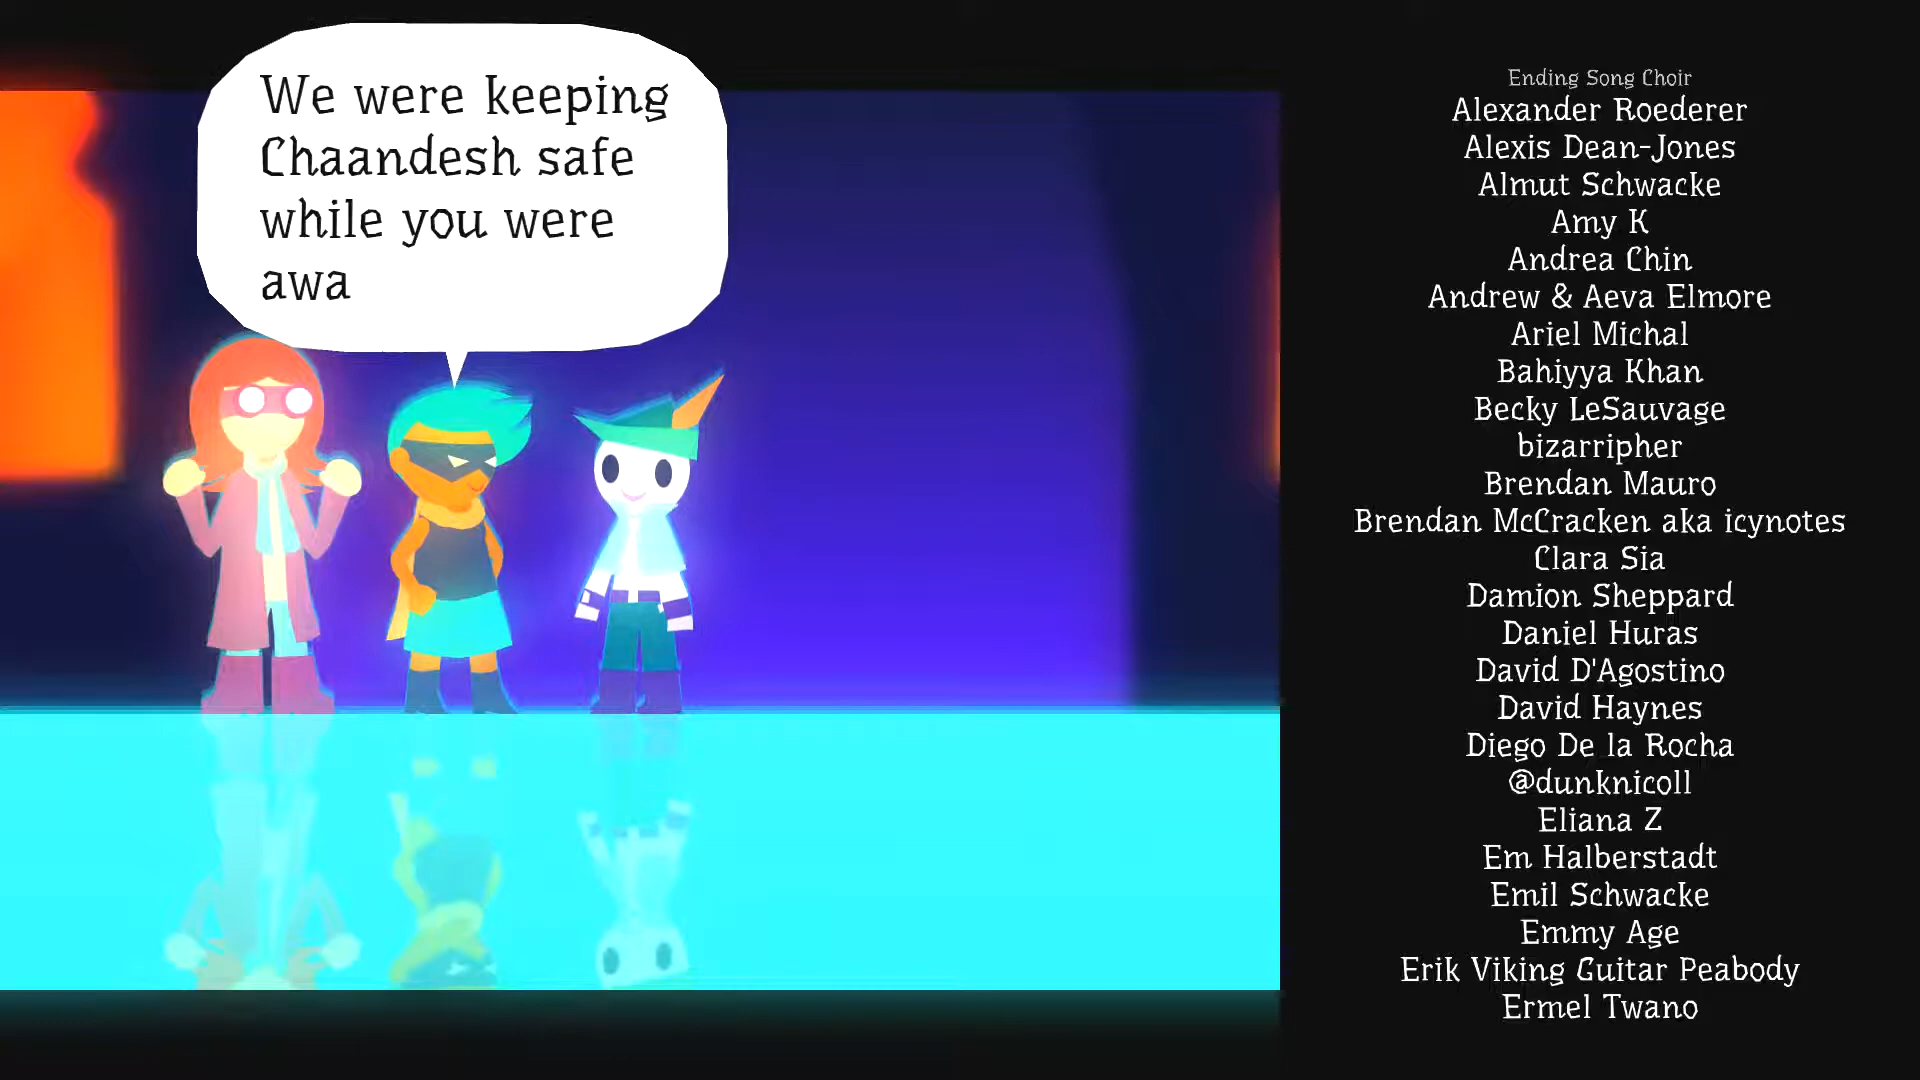 We were keeping
Chaandesh safe
while you were
awa
Ending Song Choir
Alexander Roederer
Alexis Dean-Jones
Almut Schwacke
Amy K
Andrea Chin
Andrew & Aeva Elmore
Ariel Michal
Bahiyya Khan
Becky LeSauvage
bizarripher
Brendan Mauro
Brendan McCracken aka icynotes
Clara Sia
Damion Sheppard
Daniel Huras
David D'Agostino
David Haynes
Diego De la Rocha
@dunknicoll
Eliana Z
Em Halberstadt
Emil Schwacke
Emmy Age
Erik Viking Guitar Peabody
Ermel Twano